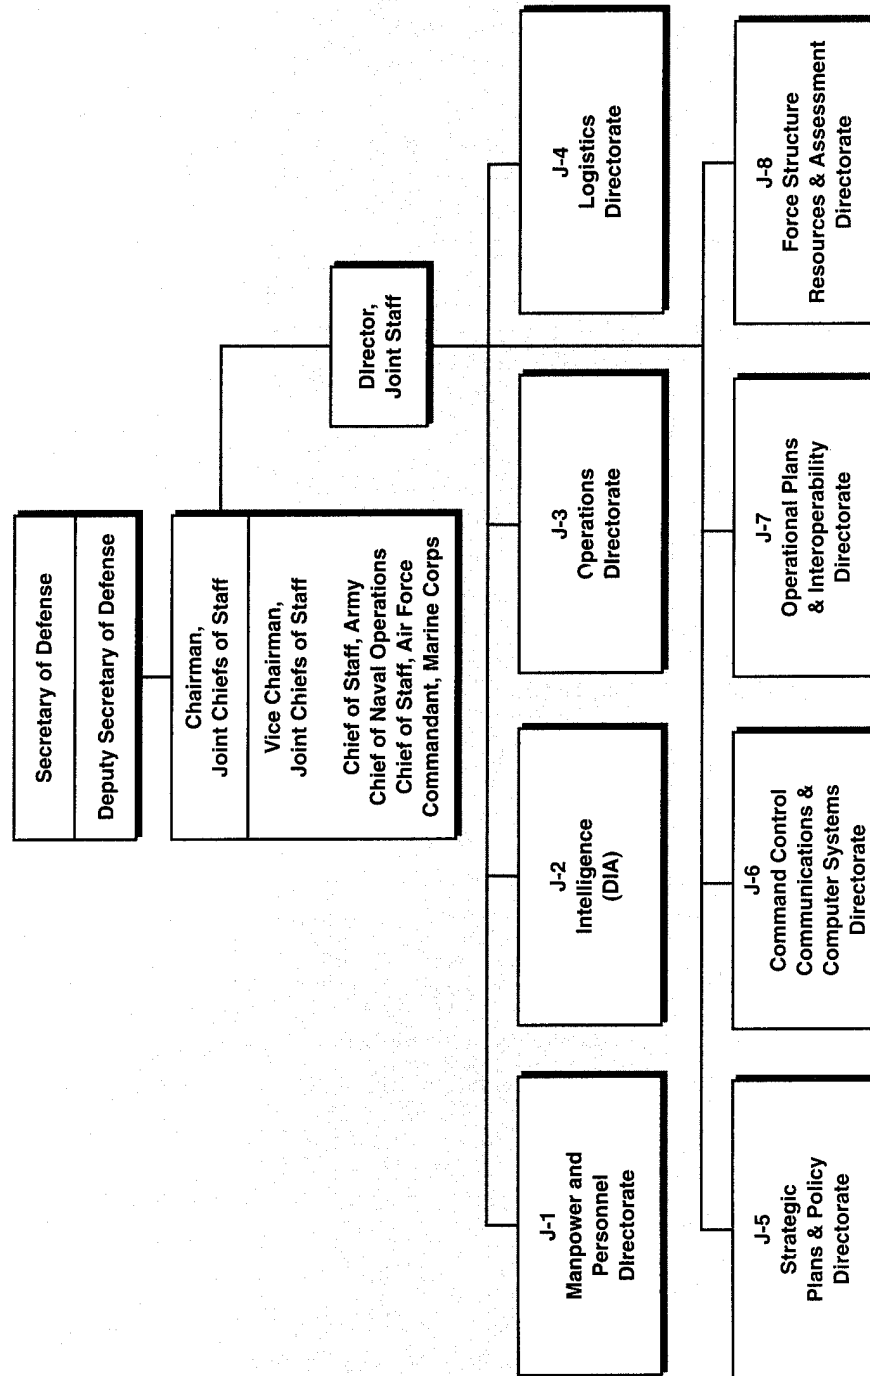 Secretary of Defense
Deputy Secretary of Defense
Chairman,
Joint Chiefs of Staff
Vice Chairman,
Joint Chiefs of Staff
Chief of Staff, Army
Chief of Naval Operations
Chief of Staff, Air Force
Commandant, Marine Corps
Director,
Joint Staff
J-1
Manpower and
Personnel
Directorate
J-2
Intelligence
(DIA)
J-3
Operations
Directorate
J-4
Logistics
Directorate
J-5
Strategic
Plans & Policy
Directorate
J-6
Command Control
Communications &
Computer Systems
Directorate
J-7
Operational Plans
& Interoperability
Directorate
J-8
Force Structure
Resources & Assessment
Directorate